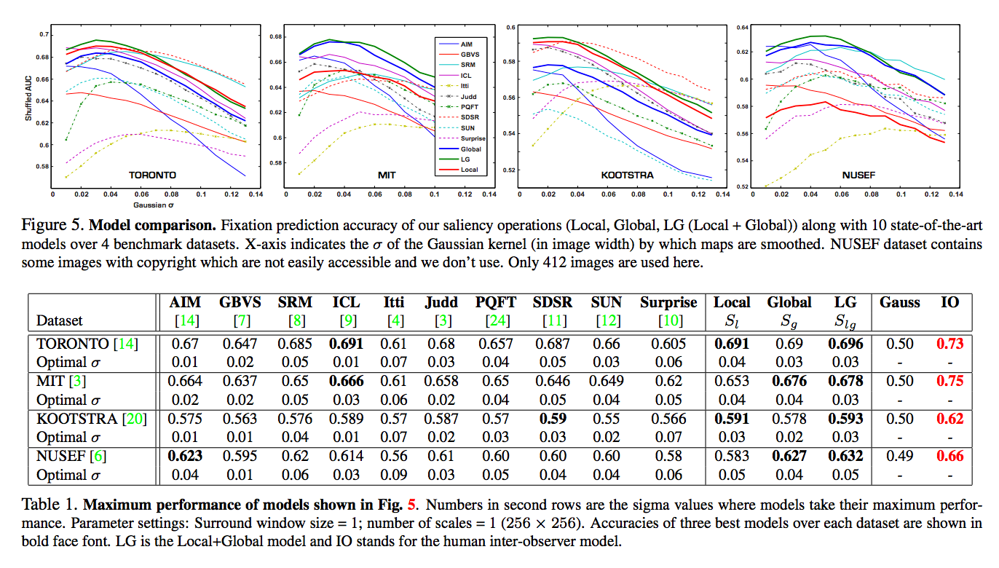 0.7
0.68
0.66
0.64
0.62
0.6
0.58
Shuffled AUC
TORONTO
0 0.02 0.04 0.06 0.08 0.1 0.12 0.14
Gaussian σ
0.68
0.66
0.64
0.62
0.6
0.58
MIT
0 0.02 0.04 0.06 0.08 0.1 0.12 0.14
AIM
GBVS
SRM
ICL
Itti
Judd
PQFT
SDSR
SUN
Surprise
Global
LG
Local
0.6
0.58
0.56
0.54
0.52
KOOTSTRA
0 0.02 0.04 0.06 0.08 0.1 0.12 0.14
0.64
0.62
0.6
0.58
0.56
0.54
0.52
NUSEF
0 0.02 0.04 0.06 0.08 0.1 0.12 0.14
Figure 5. Model comparison. Fixation prediction accuracy of our saliency operations (Local, Global, LG (Local + Global)) along with 10 state-of-the-art
models over 4 benchmark datasets. X-axis indicates the σ of the Gaussian kernel (in image width) by which maps are smoothed. NUSEF dataset contains
some images with copyright which are not easily accessible and we don't use. Only 412 images are used here.
AIM GBVS SRM ICL Itti Judd PQFT SDSR SUN Surprise Local Global LG Gauss IO
Dataset [14] [7] [8] [9] [4] [3] [24] [11] [12] [10] Sl Sg Slg
TORONTO [14] 0.67 0.647 0.685 0.691 0.61 0.68 0.657 0.687 0.66 0.605 0.691 0.69 0.696 0.50 0.73
Optimal σ 0.01 0.02 0.05 0.01 0.07 0.03 0.04 0.05 0.03 0.06 0.04 0.03 0.03 - -
MIT [3] 0.664 0.637 0.65 0.666 0.61 0.658 0.65 0.646 0.649 0.62 0.653 0.676 0.678 0.50 0.75
Optimal σ 0.02 0.02 0.05 0.03 0.06 0.02 0.04 0.05 0.04 0.05 0.04 0.04 0.03 - -
KOOTSTRA [20] 0.575 0.563 0.576 0.589 0.57 0.587 0.57 0.59 0.55 0.566 0.591 0.578 0.593 0.50 0.62
Optimal σ 0.01 0.01 0.04 0.01 0.07 0.02 0.03 0.03 0.02 0.07 0.03 0.02 0.03 - -
NUSEF [6] 0.623 0.595 0.62 0.614 0.56 0.61 0.60 0.60 0.60 0.58 0.583 0.627 0.632 0.49 0.66
Optimal σ 0.04 0.01 0.06 0.03 0.09 0.03 0.05 0.04 0.04 0.06 0.05 0.04 0.05 - -
Table 1. Maximum performance of models shown in Fig. 5. Numbers in second rows are the sigma values where models take their maximum perfor-
mance. Parameter settings: Surround window size = 1; number of scales = 1 (256 × 256). Accuracies of three best models over each dataset are shown in
bold face font. LG is the Local+Global model and IO stands for the human inter-observer model.